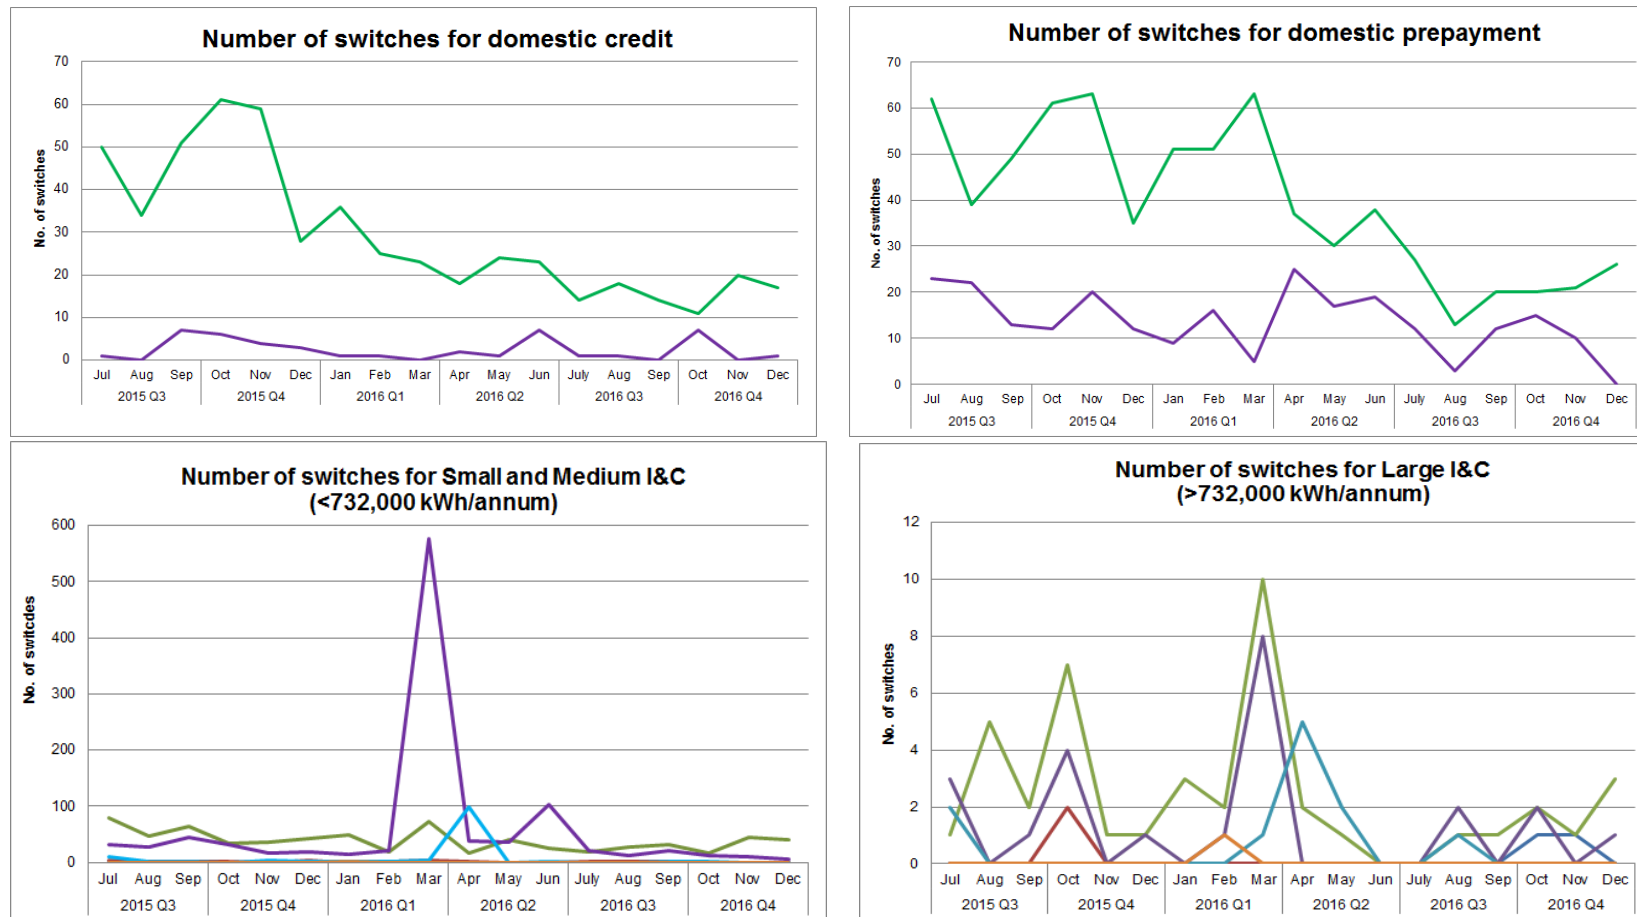 Number of switches for domestic credit
70
60
50
40
30
20
10
0
No. of switches
Jul Aug Sep Oct Nov Dec Jan Feb Mar Apr May Jun July Aug Sep Oct Nov Dec
2015 Q3 2015 Q4 2016 Q1 2016 Q2 2016 Q3 2016 Q4
Number of switches for domestic prepayment
70
60
50
40
30
20
10
0
No. of switches
Jul Aug Sep Oct Nov Dec Jan Feb Mar Apr May Jun July Aug Sep Oct Nov Dec
2015 Q3 2015 Q4 2016 Q1 2016 Q2 2016 Q3 2016 Q4
Number of switches for Small and Medium I&C
(<732,000 kWh/annum)
600
500
400
300
200
100
0
No. of switcdes
Jul Aug Sep Oct Nov Dec Jan Feb Mar Apr May Jun July Aug Sep Oct Nov Dec
2015 Q3 2015 Q4 2016 Q1 2016 Q2 2016 Q3 2016 Q4
Number of switches for Large I&C
(>732,000 kWh/annum)
12
10
8
6
4
2
0
No. of switches
Jul Aug Sep Oct Nov Dec Jan Feb Mar Apr May Jun July Aug Sep Oct Nov Dec
2015 Q3 2015 Q4 2016 Q1 2016 Q2 2016 Q3 2016 Q4